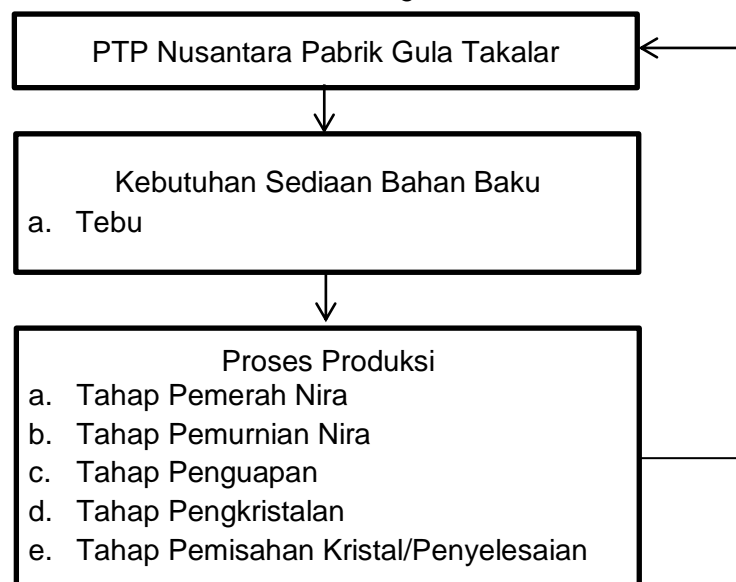 PTP Nusantara Pabrik Gula Takalar
Kebutuhan Sediaan Bahan Baku
a. Tebu
Proses Produksi
a. Tahap Pemerah Nira
b. Tahap Pemurnian Nira
c. Tahap Penguapan
d. Tahap Pengkristalan
e. Tahap Pemisahan Kristal/Penyelesaian